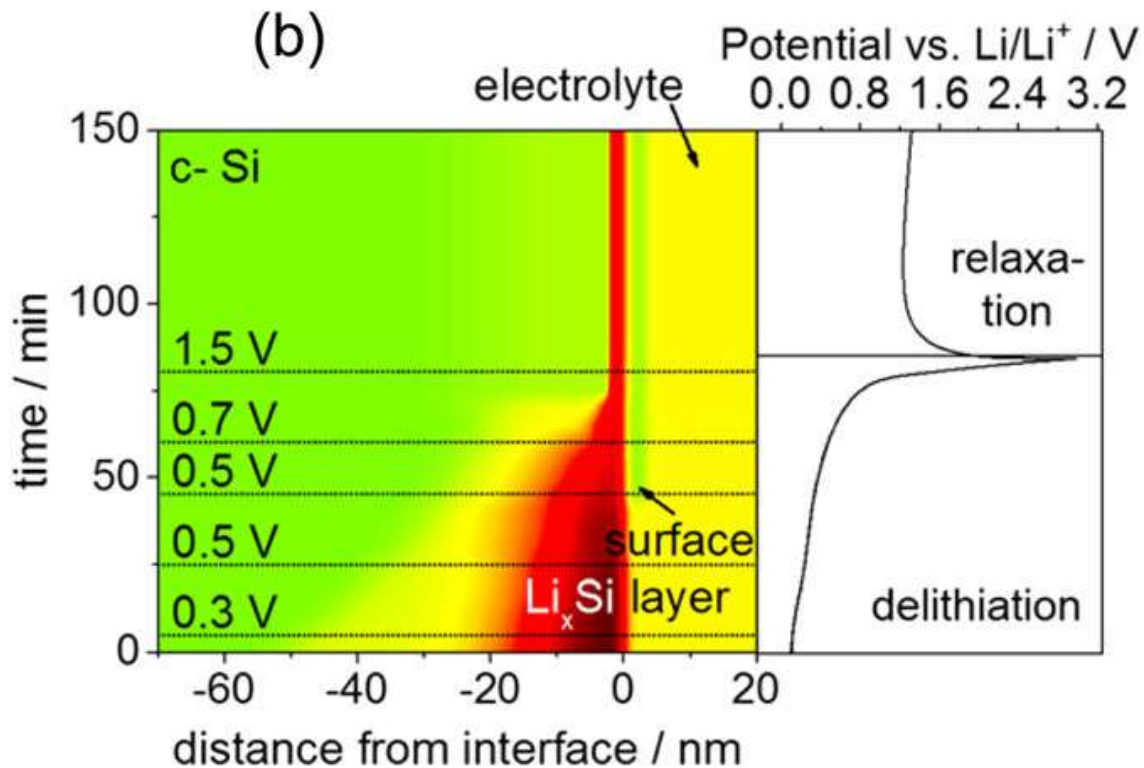 (b)
Potential vs. Li/Li⁺ / V
0.0 0.8 1.6 2.4 3.2
electrolyte
150
c- Si
100
1.5 V
0.7 V
50
0.5 V
0.5 V
0.3 V
0
time / min
surface
LiₓSi layer
relaxa-
tion
delithiation
-60 -40 -20 0 20
distance from interface / nm